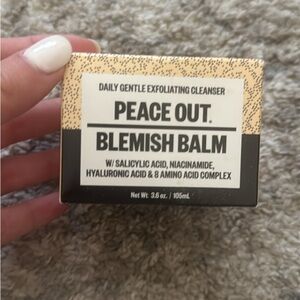 DAILY GENTLE EXFOLIATING CLEANSER
PEACE OUT.
BLEMISH BALM
W/ SALICYLIC ACID, NIACINAMIDE,
HYALURONIC ACID & 8 AMINO ACID COMPLEX
Net Wt. 3.6 oz. / 105mL